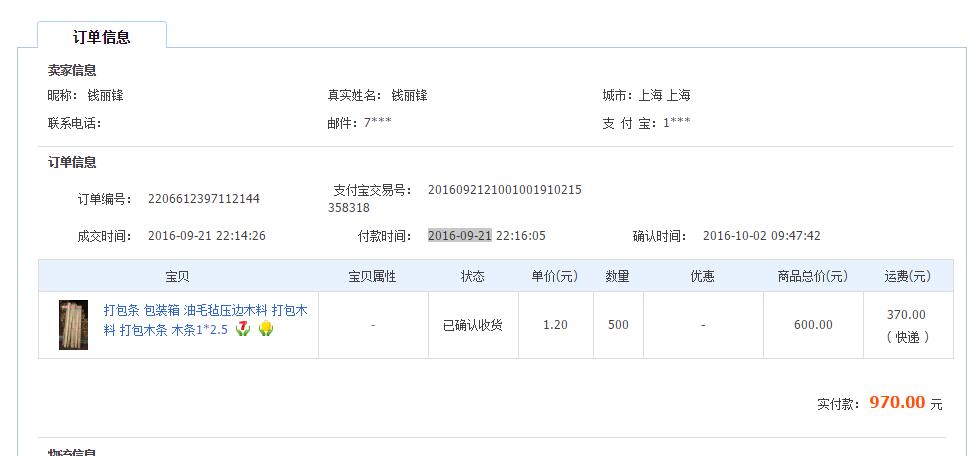 订单信息
卖家信息
昵称： 钱丽锋 真实姓名： 钱丽锋 城市：上海 上海
联系电话： 邮件：7*** 支 付 宝：1***
订单信息
订单编号： 2206612397112144 支付宝交易号： 2016092121001001910215
358318
成交时间： 2016-09-21 22:14:26 付款时间： 2016-09-21 22:16:05 确认时间： 2016-10-02 09:47:42
宝贝 宝贝属性 状态 单价(元) 数量 优惠 商品总价(元) 运费(元)
打包条 包装箱 油毛毡压边木料 打包木
料 打包木条 木条1*2.5 - 已确认收货 1.20 500 - 600.00 370.00
( 快递 )
实付款： 970.00 元
物流信息